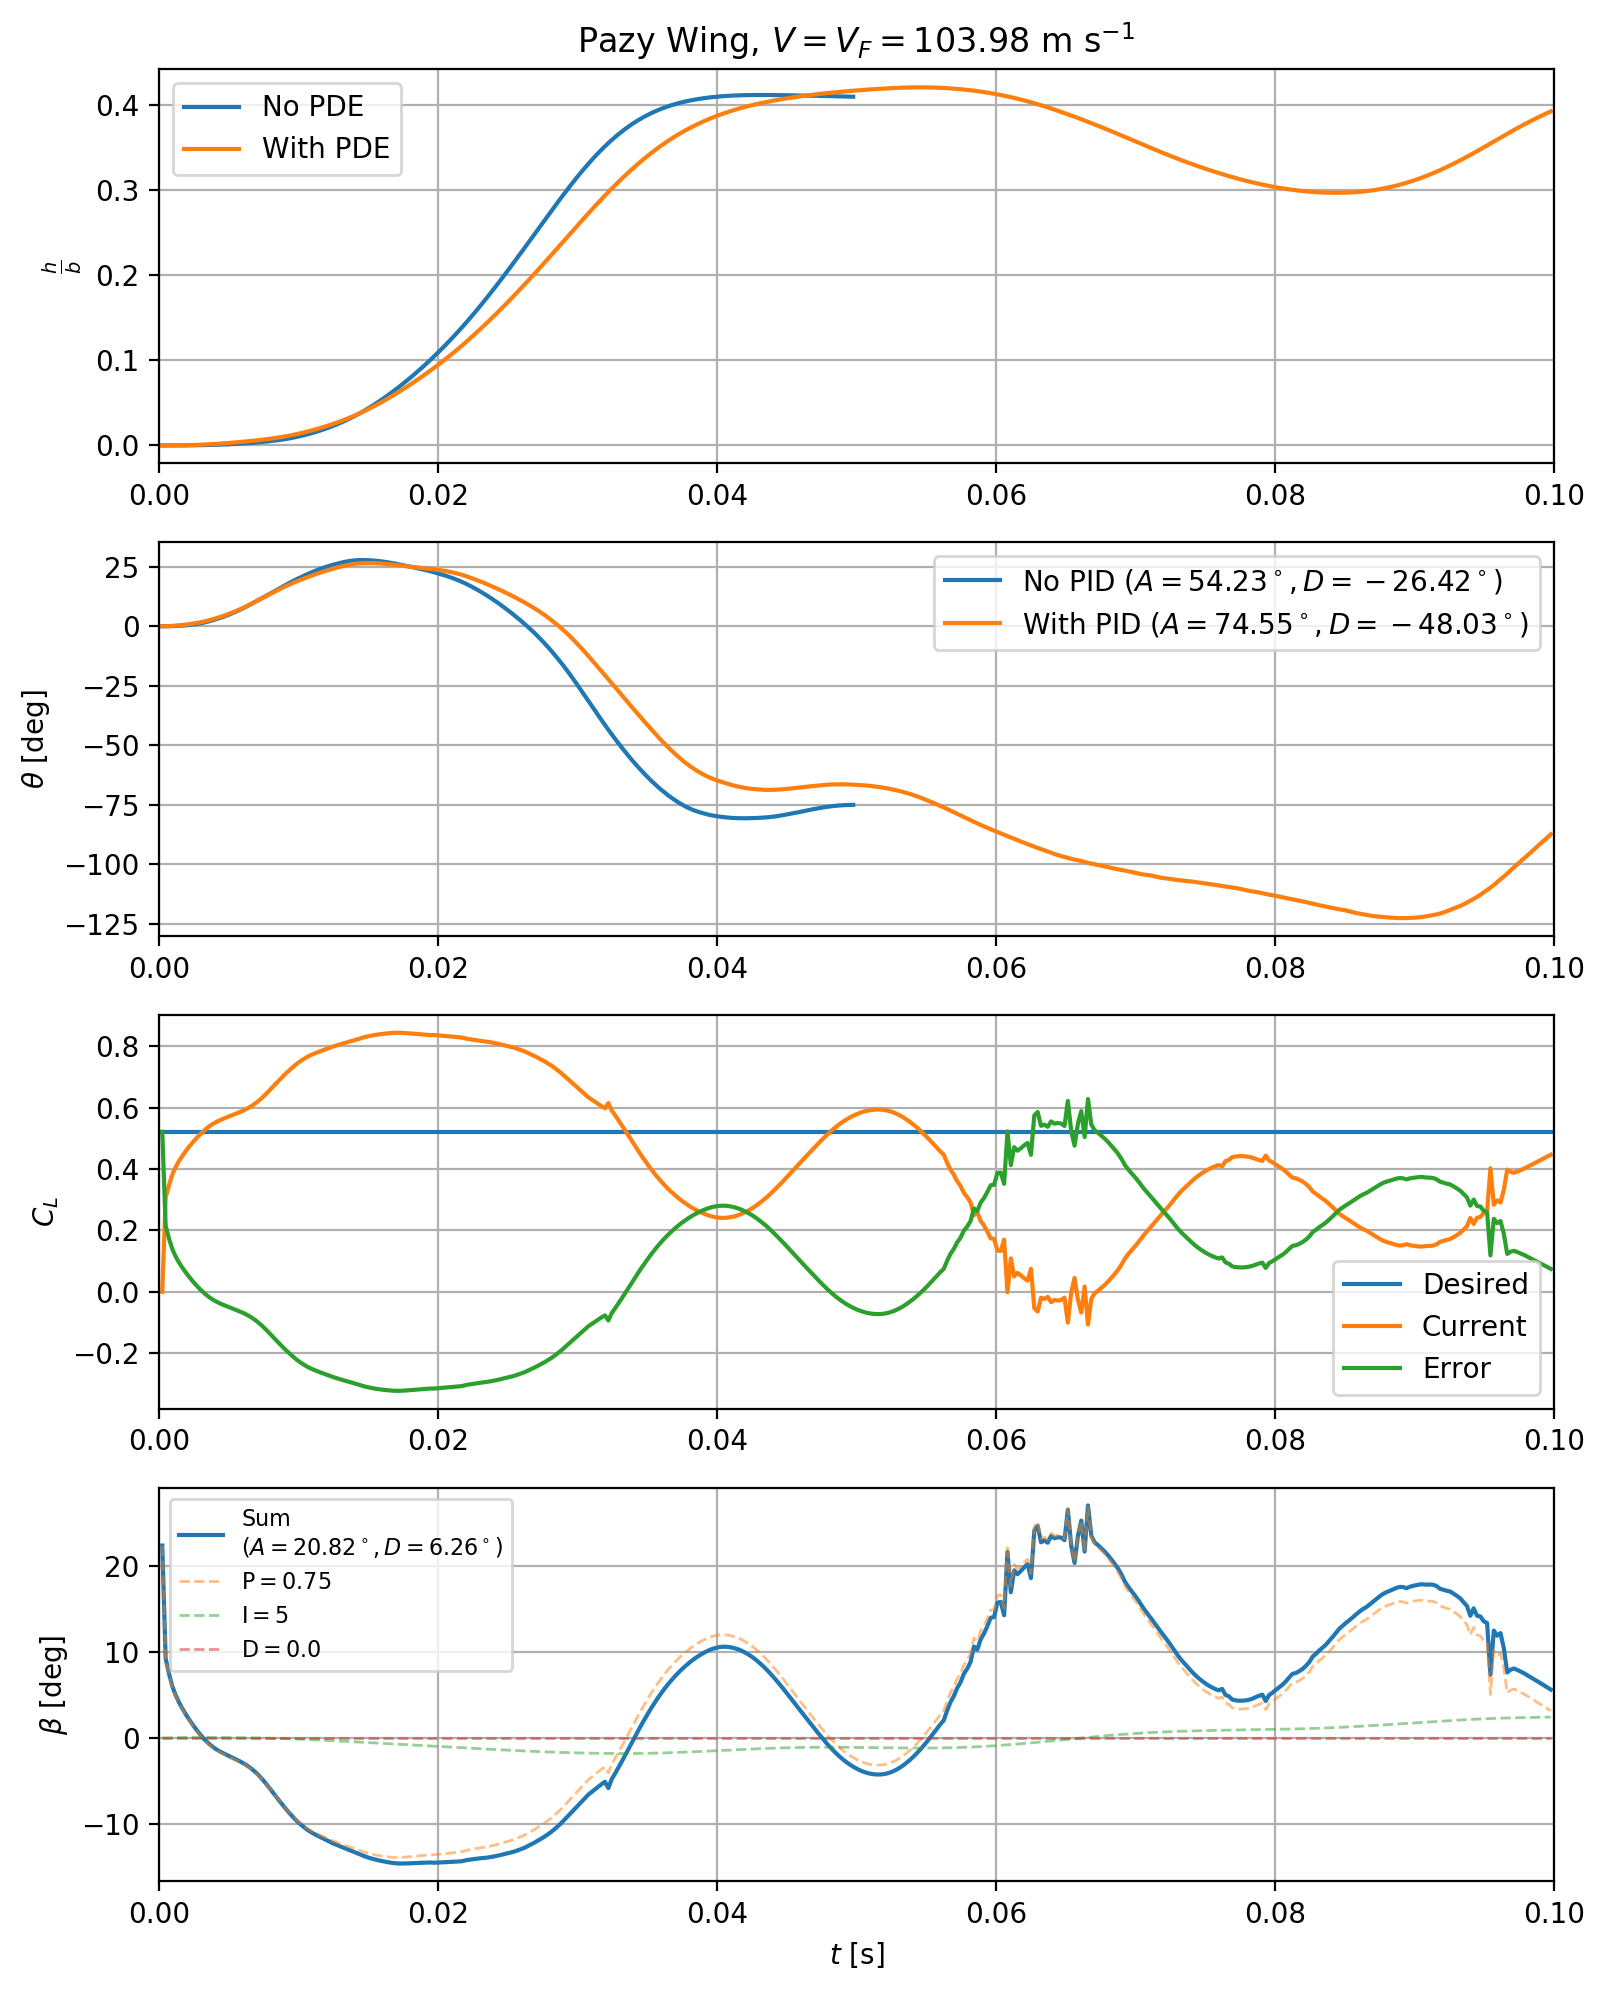 Pazy Wing, V = V_F = 103.98 m s⁻¹
0.4
0.3
0.2
0.1
0.0
h/b
No PDE
With PDE
0.00 0.02 0.04 0.06 0.08 0.10
25
0
−25
−50
−75
−100
−125
θ [deg]
No PID (A = 54.23°, D = −26.42°)
With PID (A = 74.55°, D = −48.03°)
0.00 0.02 0.04 0.06 0.08 0.10
0.8
0.6
0.4
0.2
0.0
−0.2
C_L
Desired
Current
Error
0.00 0.02 0.04 0.06 0.08 0.10
20
10
0
−10
β [deg]
Sum
(A = 20.82°, D = 6.26°)
P = 0.75
I = 5
D = 0.0
0.00 0.02 0.04 0.06 0.08 0.10
t [s]